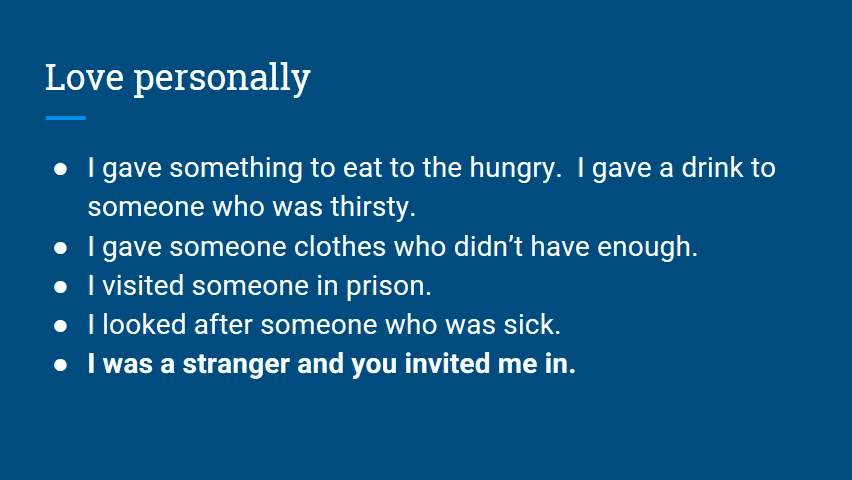 Love personally
● I gave something to eat to the hungry.  I gave a drink to
someone who was thirsty.
● I gave someone clothes who didn’t have enough.
● I visited someone in prison.
● I looked after someone who was sick.
● I was a stranger and you invited me in.